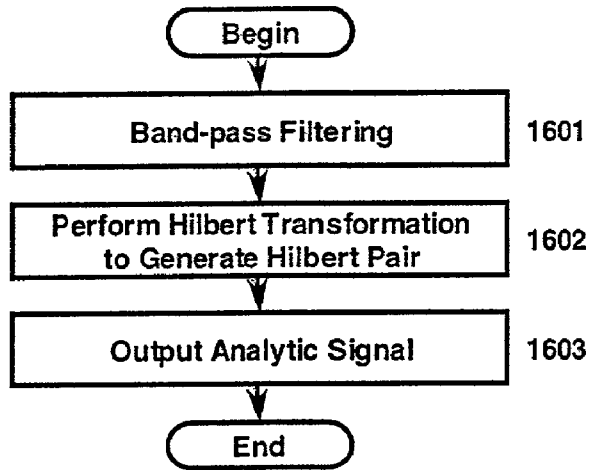 Begin
Band-pass Filtering 1601
Perform Hilbert Transformation
to Generate Hilbert Pair 1602
Output Analytic Signal 1603
End